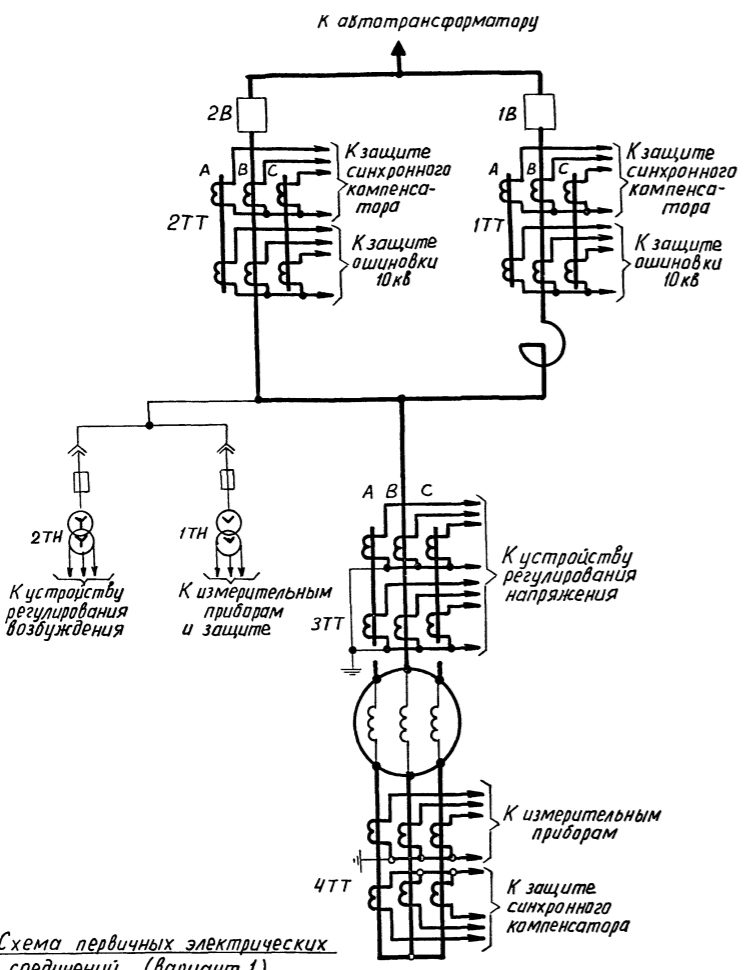 К автотрансформатору
2В
1В
А В С
К защите
синхронного
компенса-
тора
2ТТ
К защите
ошиновки
10кв
А В С
К защите
синхронного
компенса-
тора
1ТТ
К защите
ошиновки
10кв
2ТН
1ТН
К устройству
регулирования
возбуждения
К измерительным
приборам
и защите
А В С
К устройству
регулирования
напряжения
3ТТ
К измерительным
приборам
4ТТ
К защите
синхронного
компенсатора
Схема первичных электрических
соединений (вариант 1)